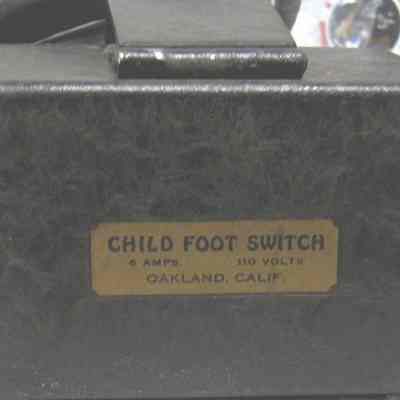 CHILD FOOT SWITCH
6 AMPS. 110 VOLTS
OAKLAND, CALIF.